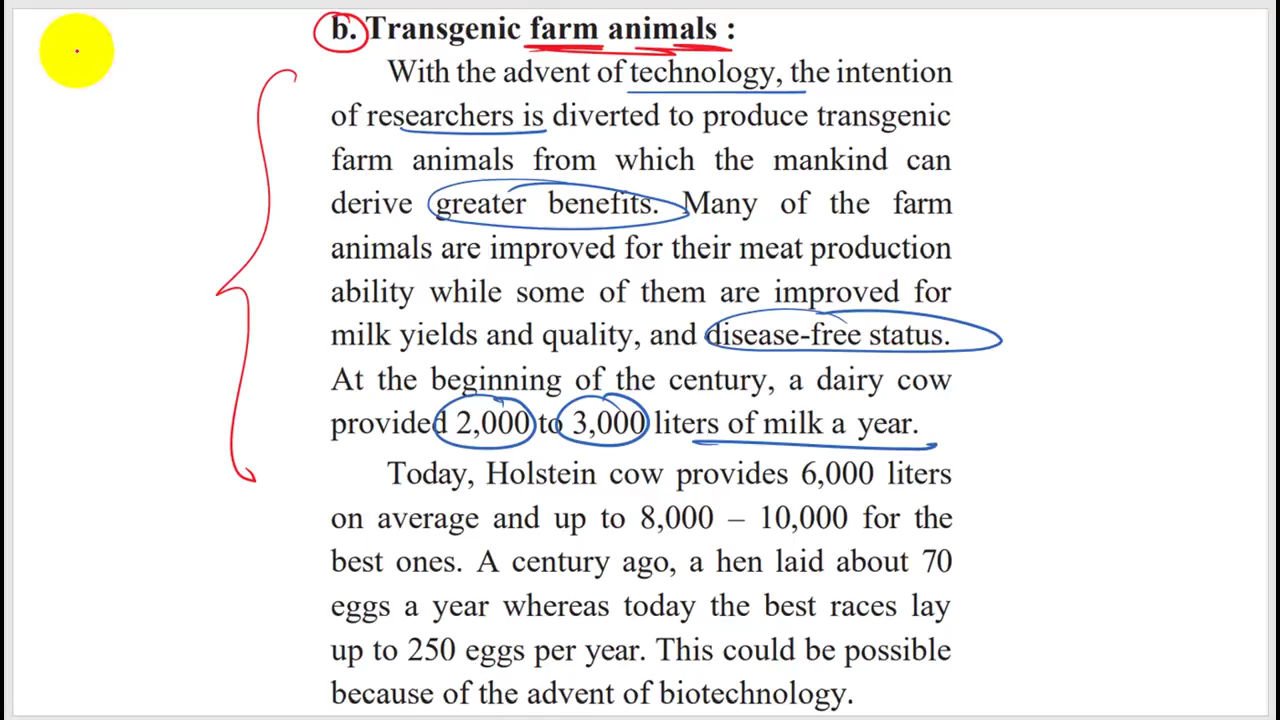 b. Transgenic farm animals :
With the advent of technology, the intention
of researchers is diverted to produce transgenic
farm animals from which the mankind can
derive greater benefits. Many of the farm
animals are improved for their meat production
ability while some of them are improved for
milk yields and quality, and disease-free status.
At the beginning of the century, a dairy cow
provided 2,000 to 3,000 liters of milk a year.
Today, Holstein cow provides 6,000 liters
on average and up to 8,000 – 10,000 for the
best ones. A century ago, a hen laid about 70
eggs a year whereas today the best races lay
up to 250 eggs per year. This could be possible
because of the advent of biotechnology.